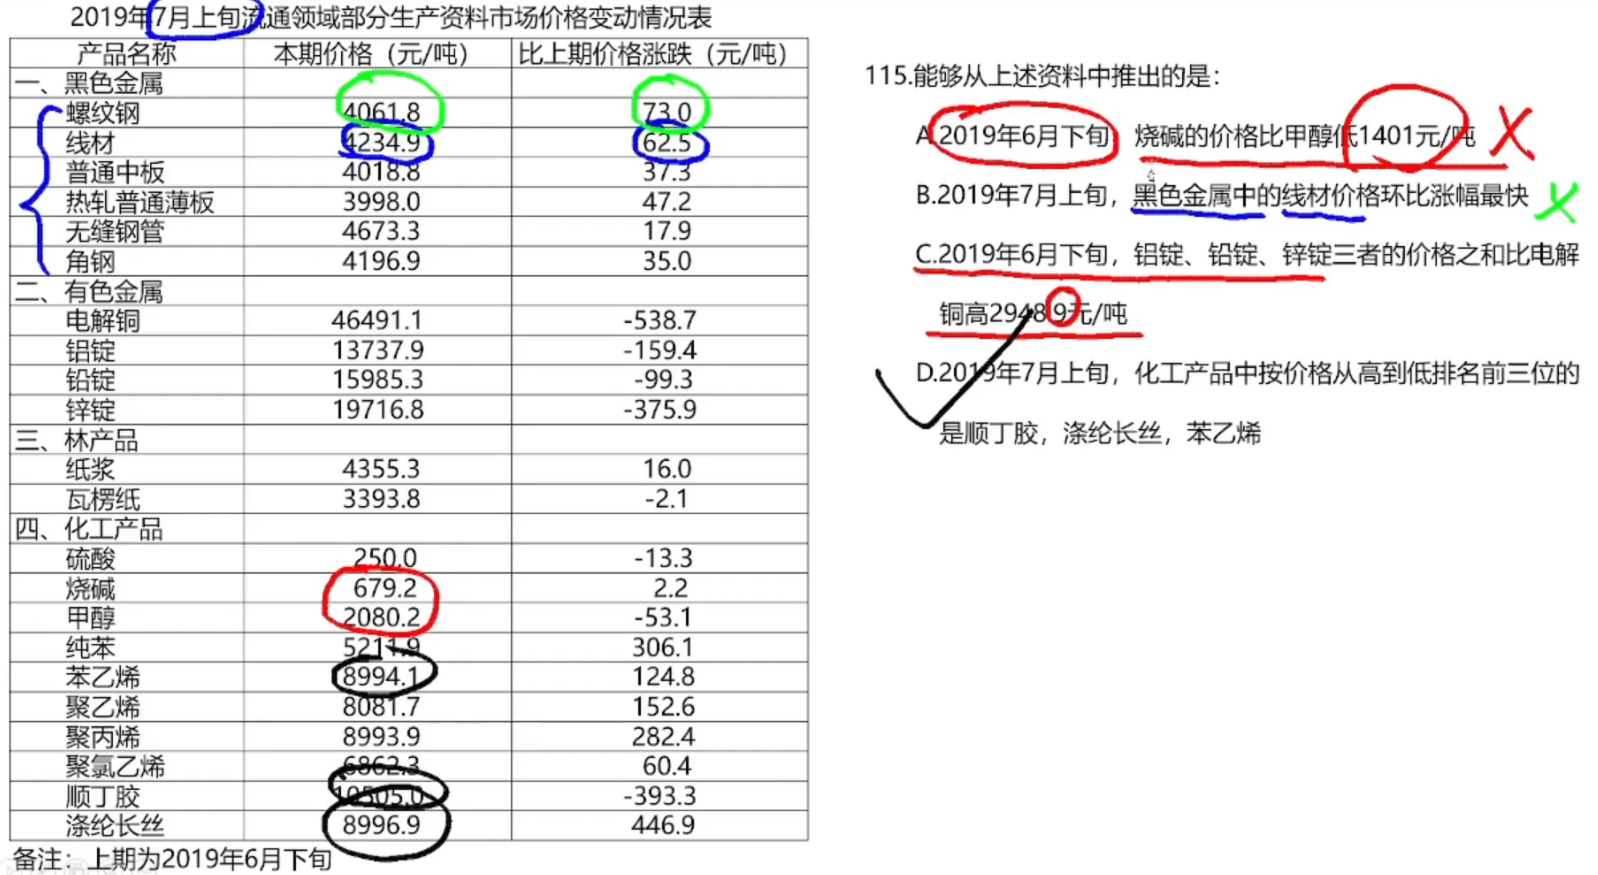 2019年7月上旬流通领域部分生产资料市场价格变动情况表
产品名称 本期价格（元/吨） 比上期价格涨跌（元/吨）
一、黑色金属
螺纹钢 4061.8 73.0
线材 4234.9 62.5
普通中板 4018.8 37.3
热轧普通薄板 3998.0 47.2
无缝钢管 4673.3 17.9
角钢 4196.9 35.0
二、有色金属
电解铜 46491.1 -538.7
铝锭 13737.9 -159.4
铅锭 15985.3 -99.3
锌锭 19716.8 -375.9
三、林产品
纸浆 4355.3 16.0
瓦楞纸 3393.8 -2.1
四、化工产品
硫酸 250.0 -13.3
烧碱 679.2 2.2
甲醇 2080.2 -53.1
纯苯 5211.9 306.1
苯乙烯 8994.1 124.8
聚乙烯 8081.7 152.6
聚丙烯 8993.9 282.4
聚氯乙烯 6862.3 60.4
顺丁胶 10505.0 -393.3
涤纶长丝 8996.9 446.9
备注：上期为2019年6月下旬
115.能够从上述资料中推出的是：
A.2019年6月下旬 烧碱的价格比甲醇低1401元/吨
B.2019年7月上旬，黑色金属中的线材价格环比涨幅最快
C.2019年6月下旬，铝锭、铅锭、锌锭三者的价格之和比电解
铜高2948.9元/吨
D.2019年7月上旬，化工产品中按价格从高到低排名前三位的
是顺丁胶，涤纶长丝，苯乙烯